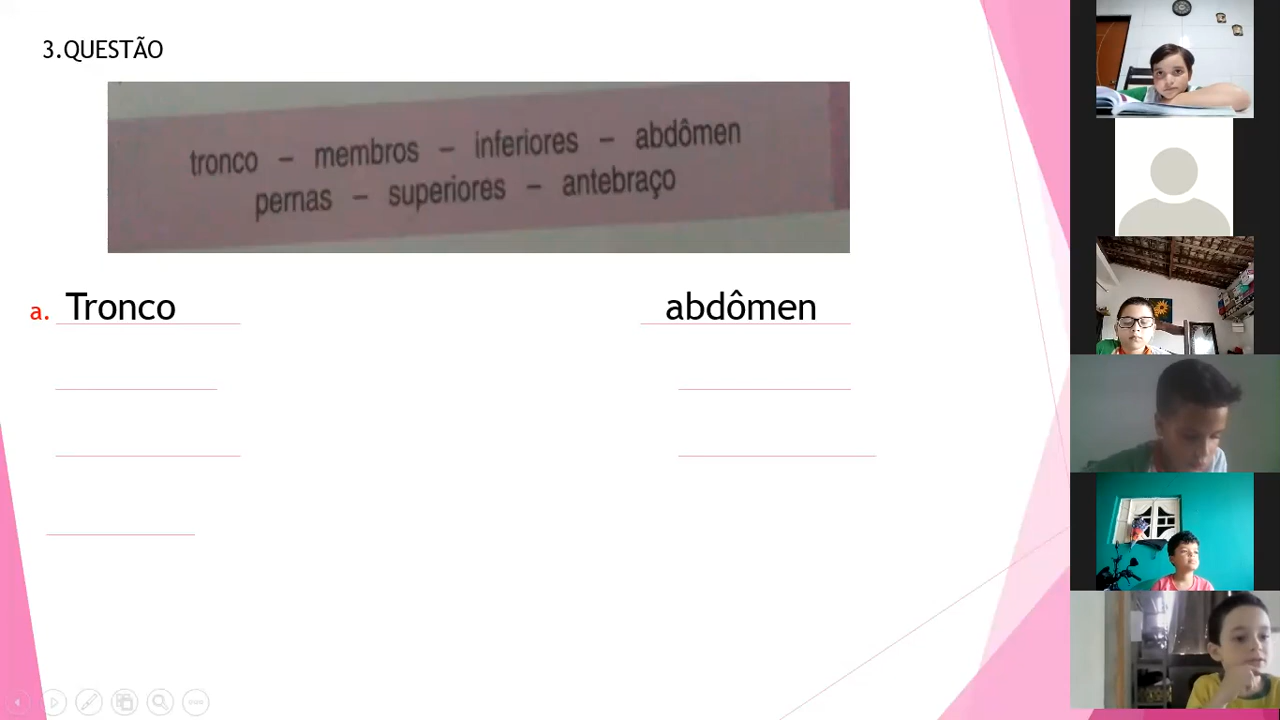 3.QUESTÃO
tronco – membros – inferiores – abdômen
pernas – superiores – antebraço
a. Tronco abdômen